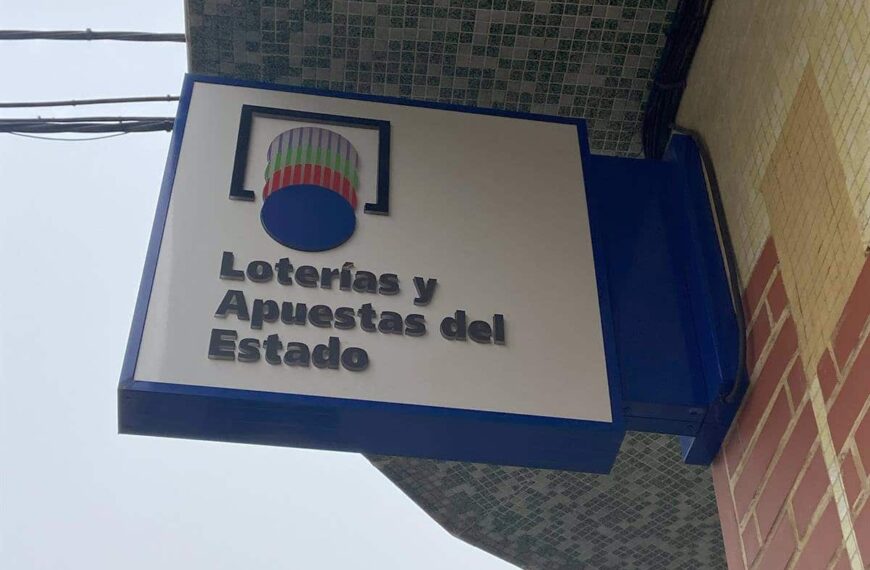 Loterías y
Apuestas del
Estado